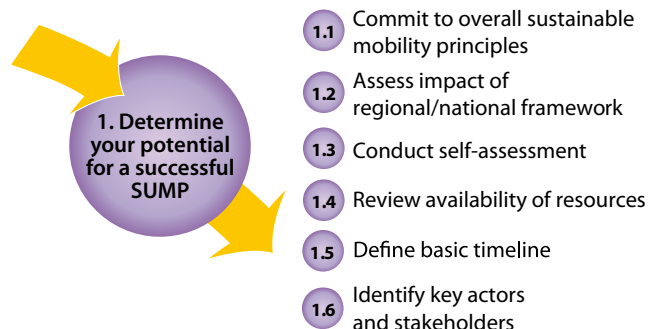 1. Determine
your potential
for a successful
SUMP
1.1 Commit to overall sustainable
mobility principles
1.2 Assess impact of
regional/national framework
1.3 Conduct self-assessment
1.4 Review availability of resources
1.5 Define basic timeline
1.6 Identify key actors
and stakeholders